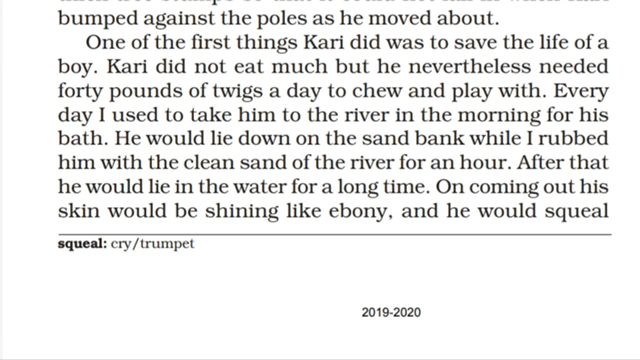 bumped against the poles as he moved about.
One of the first things Kari did was to save the life of a
boy. Kari did not eat much but he nevertheless needed
forty pounds of twigs a day to chew and play with. Every
day I used to take him to the river in the morning for his
bath. He would lie down on the sand bank while I rubbed
him with the clean sand of the river for an hour. After that
he would lie in the water for a long time. On coming out his
skin would be shining like ebony, and he would squeal
squeal: cry/trumpet
2019-2020